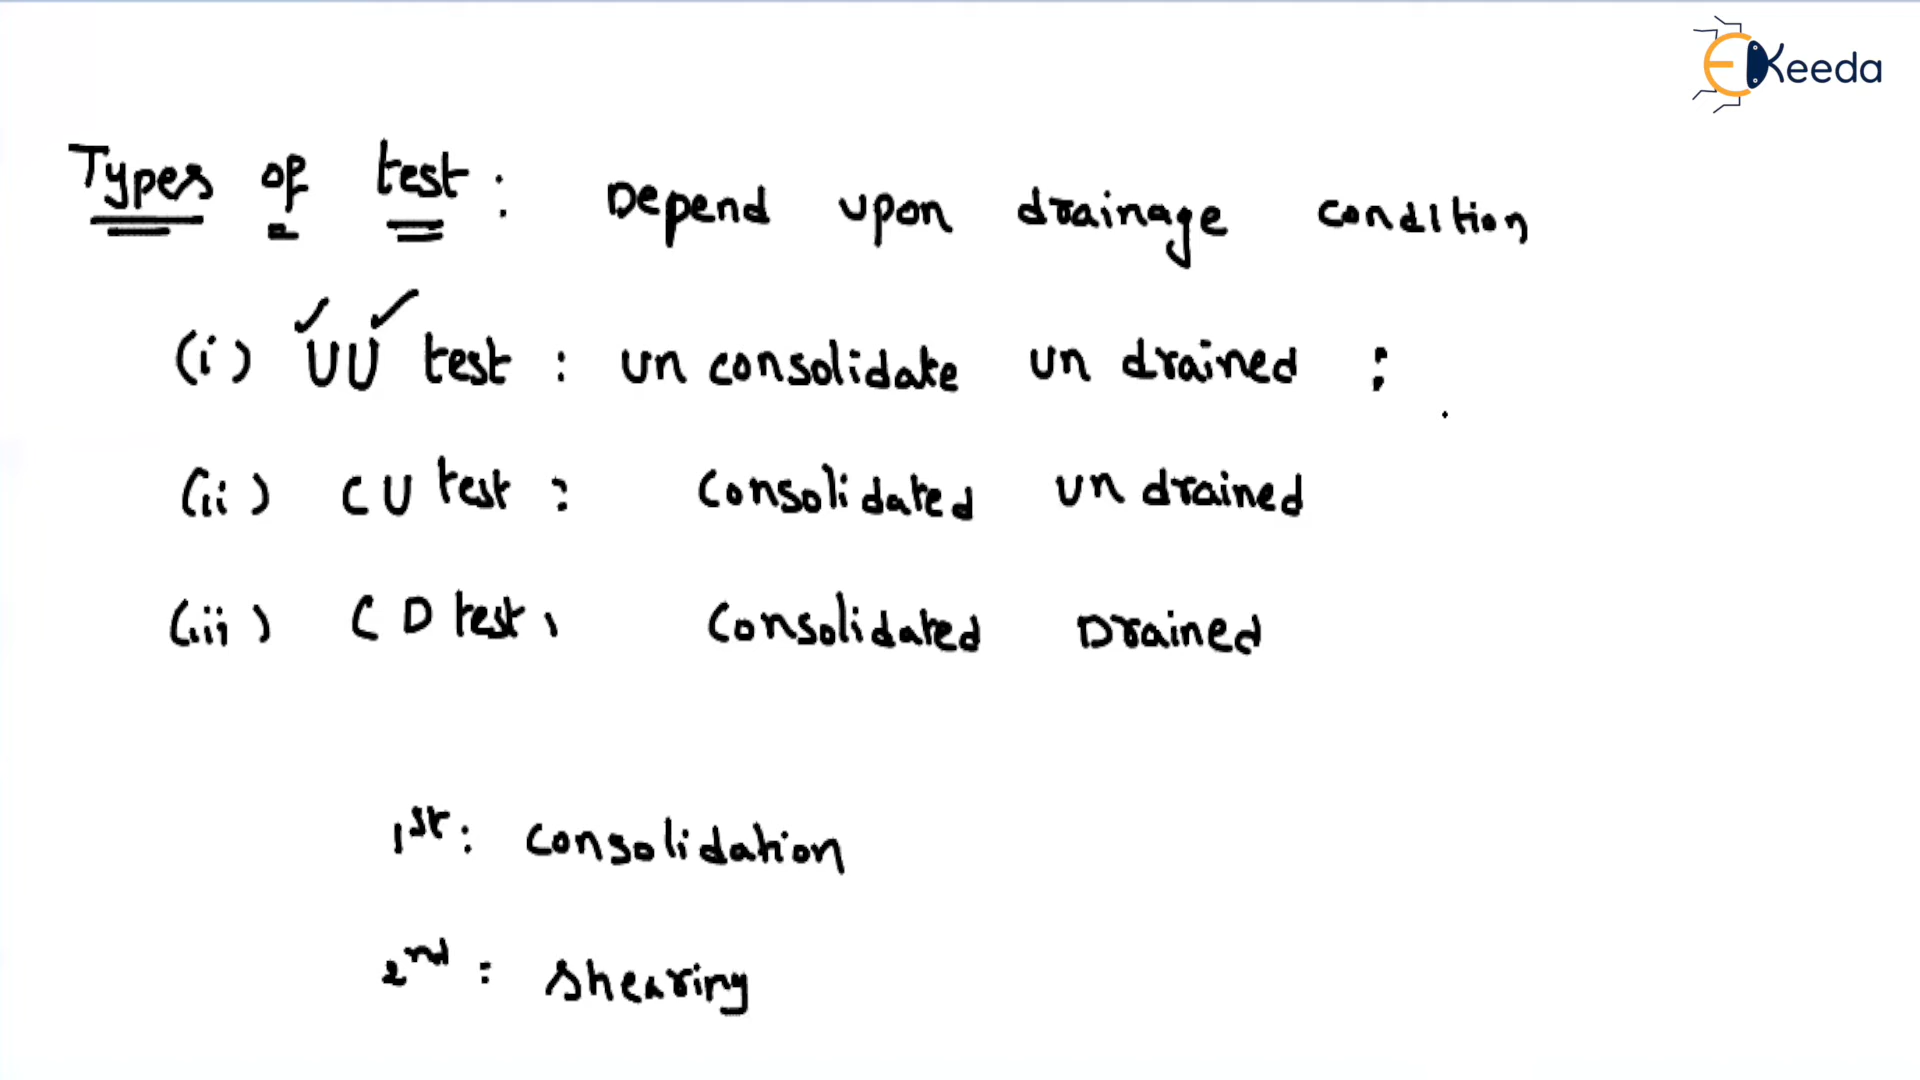 EKeeda
Types of test : Depend upon drainage condition
(i) UU test : un consolidate un drained :
(ii) CU test : Consolidated un drained
(iii) CD test, Consolidated Drained
1st : consolidation
2nd : shearing